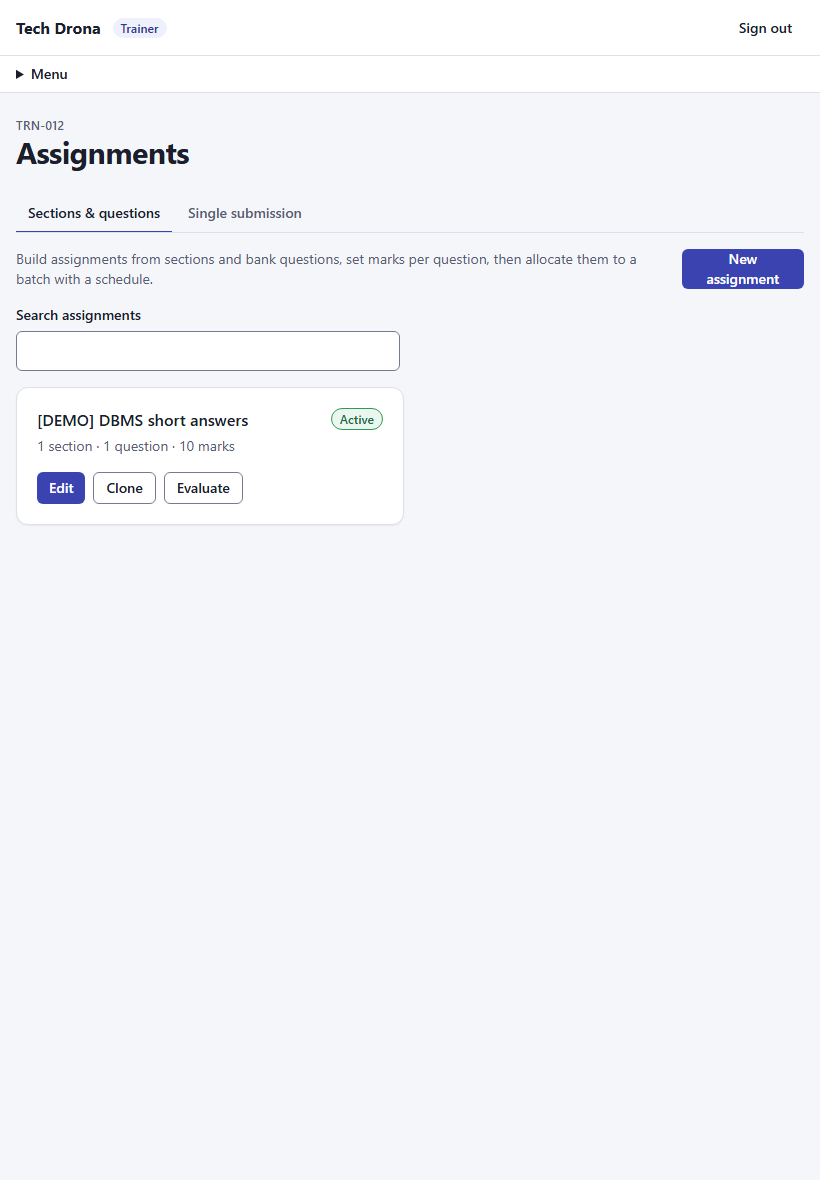 Tech Drona Trainer Sign out
Menu
TRN-012
Assignments
Sections & questions Single submission
Build assignments from sections and bank questions, set marks per question, then allocate them to a
batch with a schedule.
New
assignment
Search assignments
[DEMO] DBMS short answers Active
1 section · 1 question · 10 marks
Edit Clone Evaluate